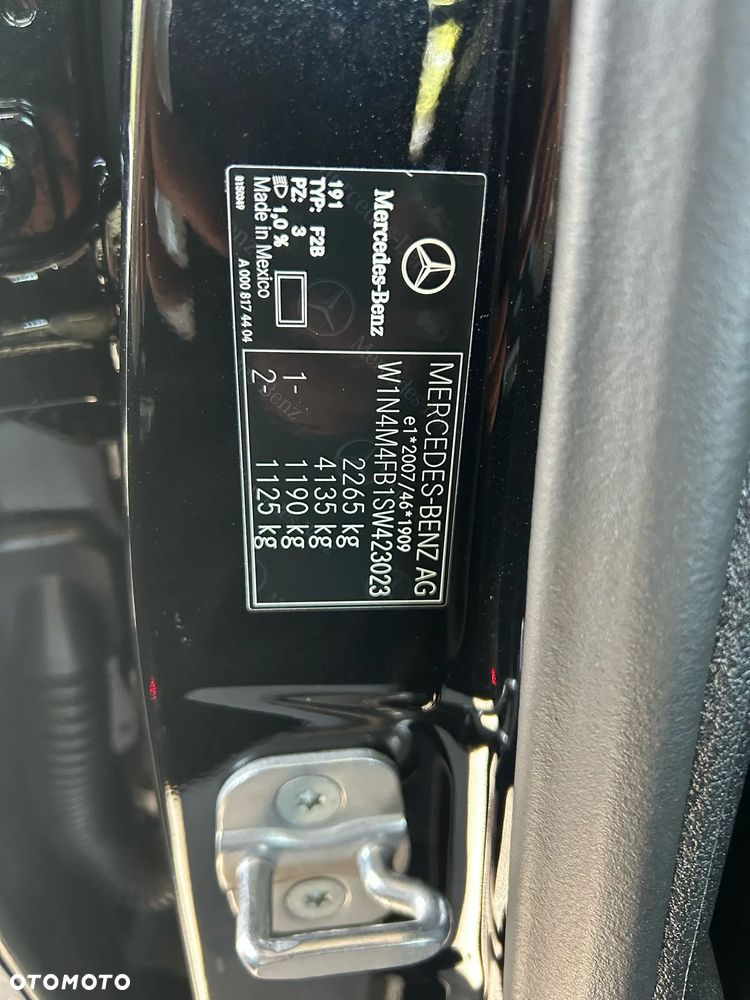 Mercedes-Benz
191
TYP: F2B
PZ: 3
1,0 %
Made in Mexico
A 000 817 44 04
MERCEDES-BENZ AG
e1*2007/46*1909
W1N4M4FB1SW423023
2265 kg
4135 kg
1- 1190 kg
2- 1125 kg
OTOMOTO